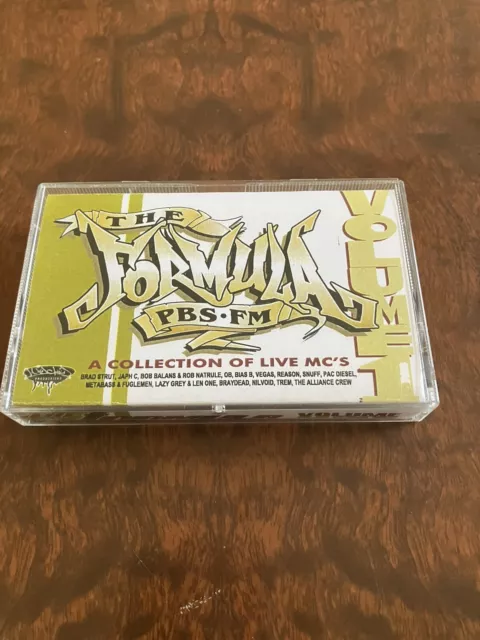 THE
FORMULA
PBS·FM
VOLUME 1
A COLLECTION OF LIVE MC'S
BRAD STRUT, JAPH C, BOB BALANS & ROB NATRULE, OB, BIAS B, VEGAS, REASON, SNUFF, PAC DIESEL,
METABASS & FUGLEMEN, LAZY GREY & LEN ONE, BRAYDEAD, NILVOID, TREM, THE ALLIANCE CREW
VOLUME